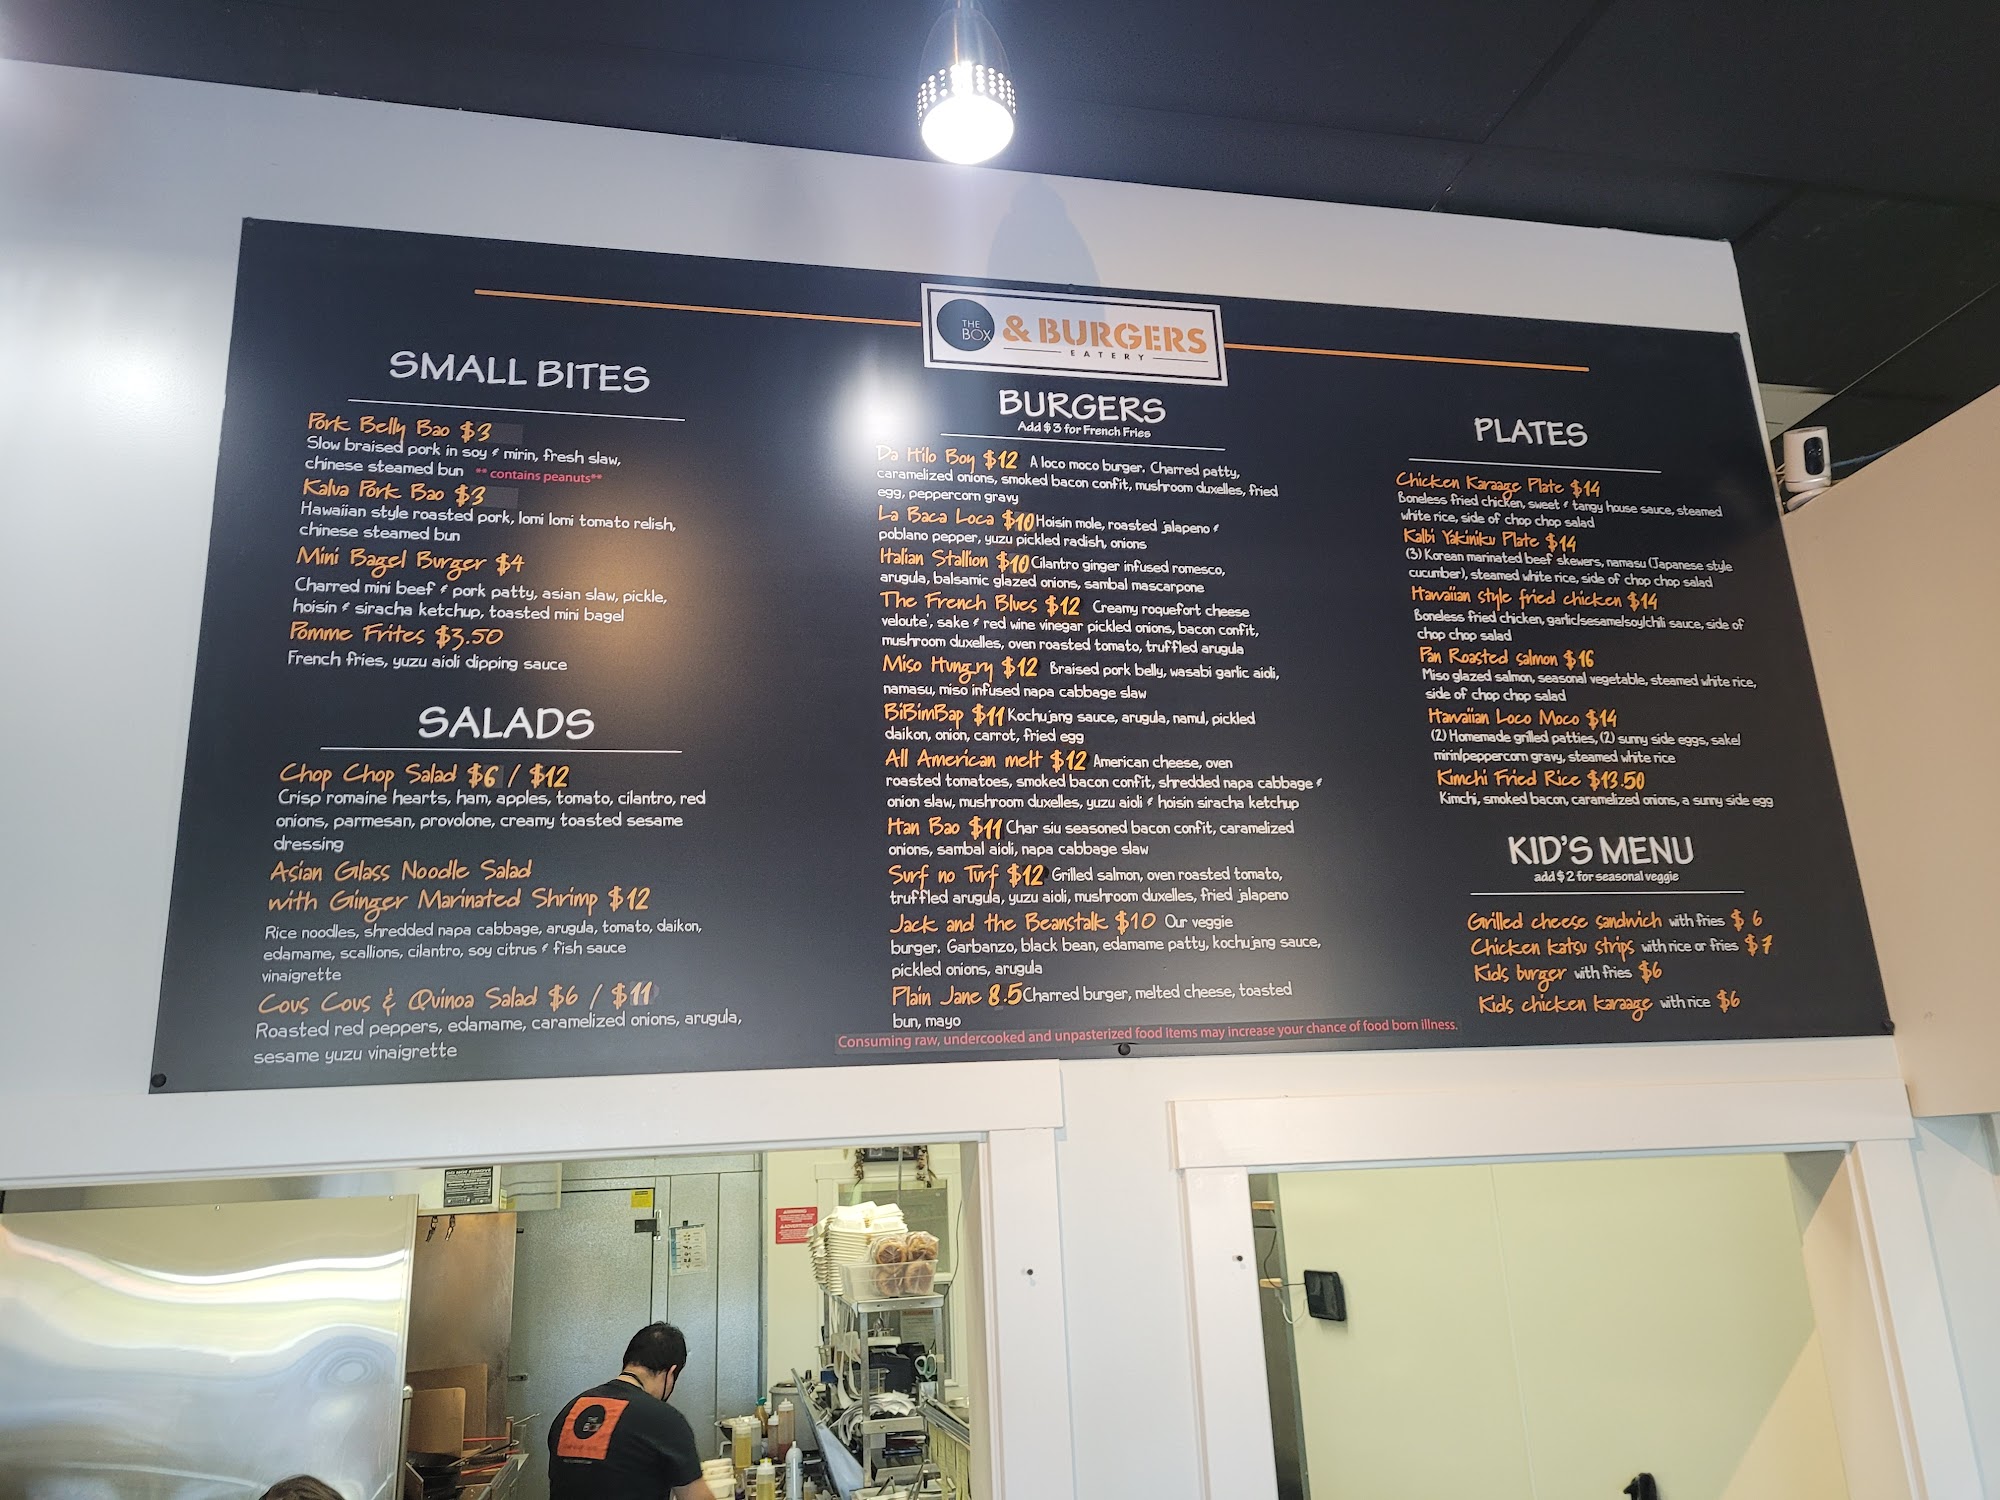 THE
BOX
& BURGERS
EATERY
SMALL BITES
Pork Belly Bao $3
Slow braised pork in soy & mirin, fresh slaw,
chinese steamed bun ** contains peanuts**
Kalua Pork Bao $3
Hawaiian style roasted pork, lomi lomi tomato relish,
chinese steamed bun
Mini Bagel Burger $4
Charred mini beef & pork patty, asian slaw, pickle,
hoisin & siracha ketchup, toasted mini bagel
Pomme Frites $3.50
French fries, yuzu aioli dipping sauce
SALADS
Chop Chop Salad $6 / $12
Crisp romaine hearts, ham, apples, tomato, cilantro, red
onions, parmesan, provolone, creamy toasted sesame
dressing
Asian Glass Noodle Salad
with Ginger Marinated Shrimp $12
Rice noodles, shredded napa cabbage, arugula, tomato, daikon,
edamame, scallions, cilantro, soy citrus & fish sauce
vinaigrette
Cous Cous & Quinoa Salad $6 / $11
Roasted red peppers, edamame, caramelized onions, arugula,
sesame yuzu vinaigrette
BURGERS
Add $3 for French Fries
Da Hilo Boy $12 A loco moco burger. Charred patty,
caramelized onions, smoked bacon confit, mushroom duxelles, fried
egg, peppercorn gravy
La Baca Loca $10 Hoisin mole, roasted jalapeno &
poblano pepper, yuzu pickled radish, onions
Italian Stallion $10 Cilantro ginger infused romesco,
arugula, balsamic glazed onions, sambal mascarpone
The French Blues $12 Creamy roquefort cheese
veloute', sake & red wine vinegar pickled onions, bacon confit,
mushroom duxelles, oven roasted tomato, truffled arugula
Miso Hungry $12 Braised pork belly, wasabi garlic aioli,
namasu, miso infused napa cabbage slaw
BiBimBap $11 Kochujang sauce, arugula, namul, pickled
daikon, onion, carrot, fried egg
All American melt $12 American cheese, oven
roasted tomatoes, smoked bacon confit, shredded napa cabbage &
onion slaw, mushroom duxelles, yuzu aioli & hoisin siracha ketchup
Han Bao $11 Char siu seasoned bacon confit, caramelized
onions, sambal aioli, napa cabbage slaw
Surf no Turf $12 Grilled salmon, oven roasted tomato,
truffled arugula, yuzu aioli, mushroom duxelles, fried jalapeno
Jack and the Beanstalk $10 Our veggie
burger. Garbanzo, black bean, edamame patty, kochujang sauce,
pickled onions, arugula
Plain Jane 8.5 Charred burger, melted cheese, toasted
bun, mayo
Consuming raw, undercooked and unpasterized food items may increase your chance of food born illness.
PLATES
Chicken Karaage Plate $14
Boneless fried chicken, sweet & tangy house sauce, steamed
white rice, side of chop chop salad
Kalbi Yakiniku Plate $14
(3) Korean marinated beef skewers, namasu (Japanese style
cucumber), steamed white rice, side of chop chop salad
Hawaiian style fried chicken $14
Boneless fried chicken, garlic/sesame/soy/chili sauce, side of
chop chop salad
Pan Roasted salmon $16
Miso glazed salmon, seasonal vegetable, steamed white rice,
side of chop chop salad
Hawaiian Loco Moco $14
(2) Homemade grilled patties, (2) sunny side eggs, sake/
mirin/peppercorn gravy, steamed white rice
Kimchi Fried Rice $13.50
Kimchi, smoked bacon, caramelized onions, a sunny side egg
KID'S MENU
add $2 for seasonal veggie
Grilled cheese sandwich with fries $6
Chicken katsu strips with rice or fries $7
Kids burger with fries $6
Kids chicken karaage with rice $6
THE
BOX